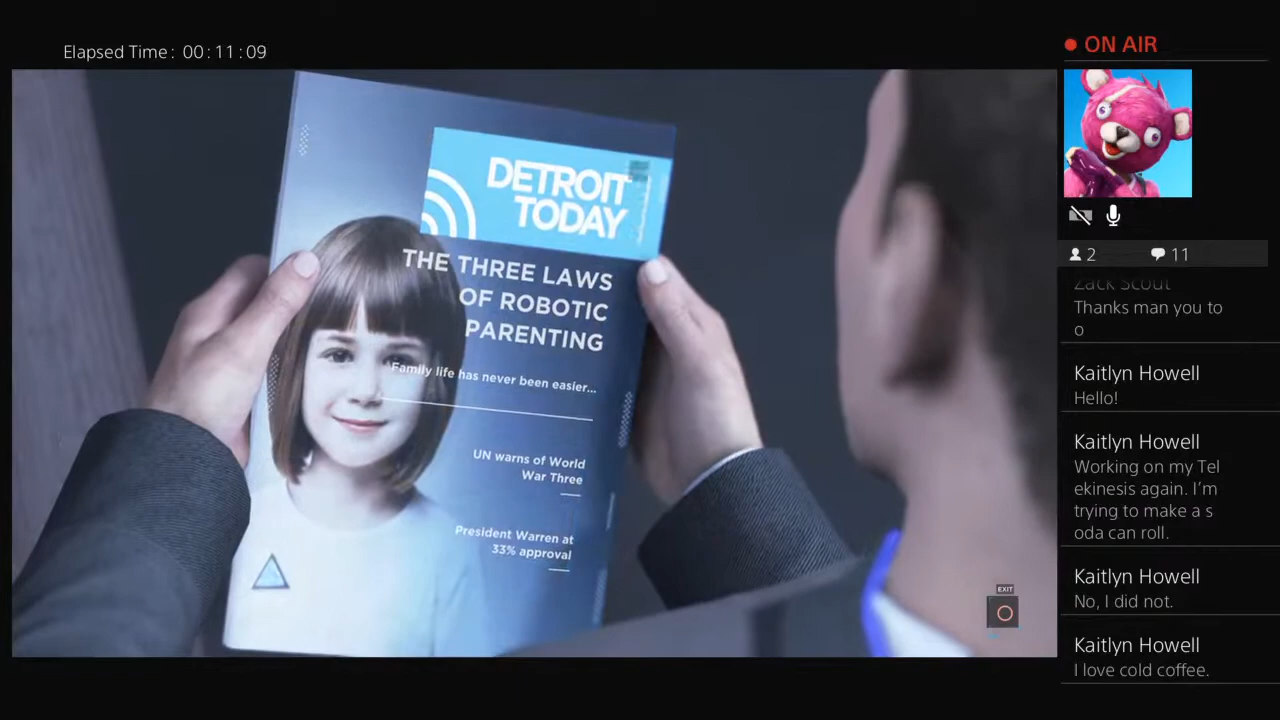 Elapsed Time: 00:11:09
ON AIR
DETROIT
TODAY
THE THREE LAWS
OF ROBOTIC
PARENTING
Family life has never been easier...
UN warns of World
War Three
President Warren at
33% approval
EXIT
2
11
Zack Scout
Thanks man you to
o
Kaitlyn Howell
Hello!
Kaitlyn Howell
Working on my Tel
ekinesis again. I'm
trying to make a s
oda can roll.
Kaitlyn Howell
No, I did not.
Kaitlyn Howell
I love cold coffee.